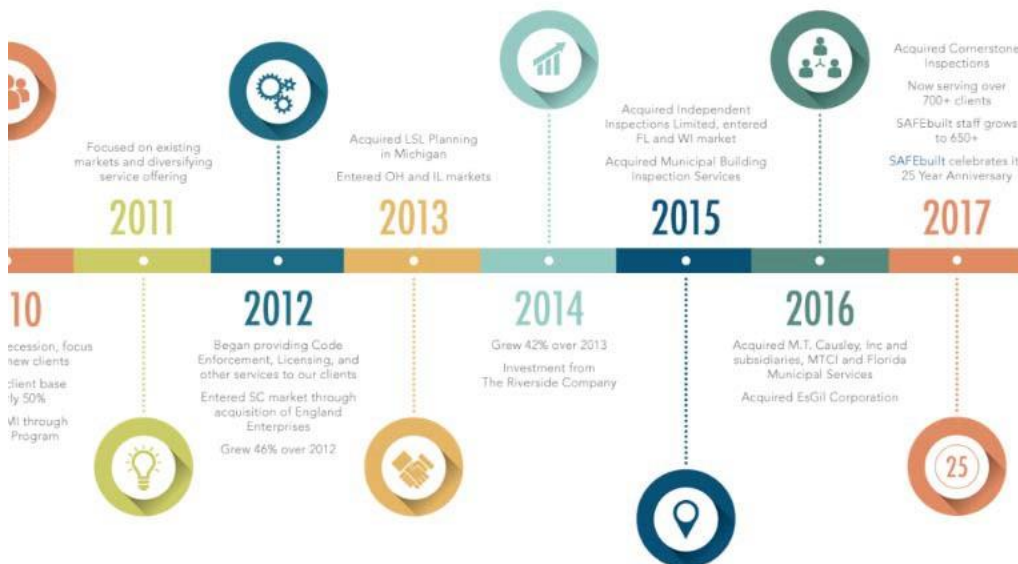 Focused on existing
markets and diversifying
service offering
2011
Acquired LSL Planning
in Michigan
Entered OH and IL markets
2013
Acquired Independent
Inspections Limited, entered
FL and WI market
Acquired Municipal Building
Inspection Services
2015
Acquired Cornerstone
Inspections
Now serving over
700+ clients
SAFEbuilt staff grows
to 650+
SAFEbuilt celebrates it
25 Year Anniversary
2017
10
ecession, focus
new clients
client base
rly 50%
MI through
Program
2012
Began providing Code
Enforcement, Licensing, and
other services to our clients
Entered SC market through
acquisition of England
Enterprises
Grew 46% over 2012
2014
Grew 42% over 2013
Investment from
The Riverside Company
2016
Acquired M.T. Causley, Inc and
subsidiaries, MTCI and Florida
Municipal Services
Acquired EsGil Corporation
25